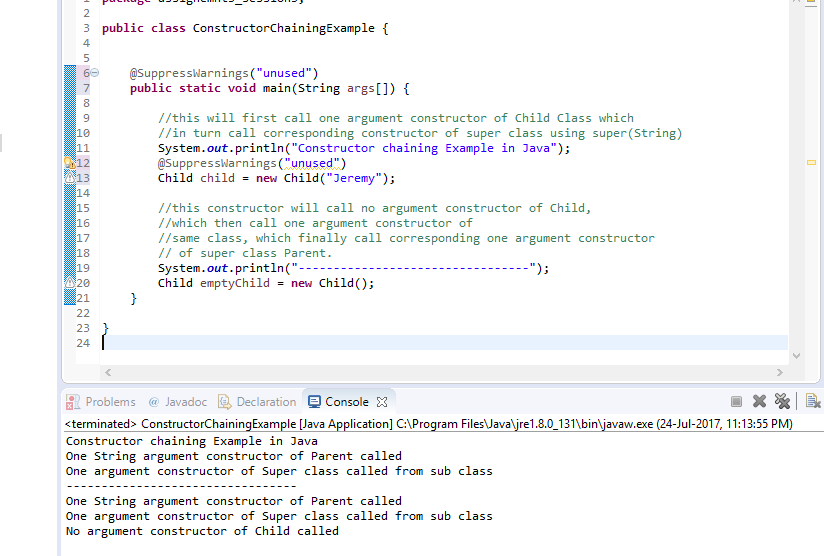 package assignemnts_sessions;
1
2
3 public class ConstructorChainingExample {
4
5
6 @SuppressWarnings("unused")
7 public static void main(String args[]) {
8
9 //this will first call one argument constructor of Child Class which
10 //in turn call corresponding constructor of super class using super(String)
11 System.out.println("Constructor chaining Example in Java");
12 @SuppressWarnings("unused")
13 Child child = new Child("Jeremy");
14
15 //this constructor will call no argument constructor of Child,
16 //which then call one argument constructor of
17 //same class, which finally call corresponding one argument constructor
18 // of super class Parent.
19 System.out.println("---------------------------------");
20 Child emptyChild = new Child();
21 }
22
23 }
24
Problems @ Javadoc Declaration Console
<terminated> ConstructorChainingExample [Java Application] C:\Program Files\Java\jre1.8.0_131\bin\javaw.exe (24-Jul-2017, 11:13:55 PM)
Constructor chaining Example in Java
One String argument constructor of Parent called
One argument constructor of Super class called from sub class
---------------------------------
One String argument constructor of Parent called
One argument constructor of Super class called from sub class
No argument constructor of Child called